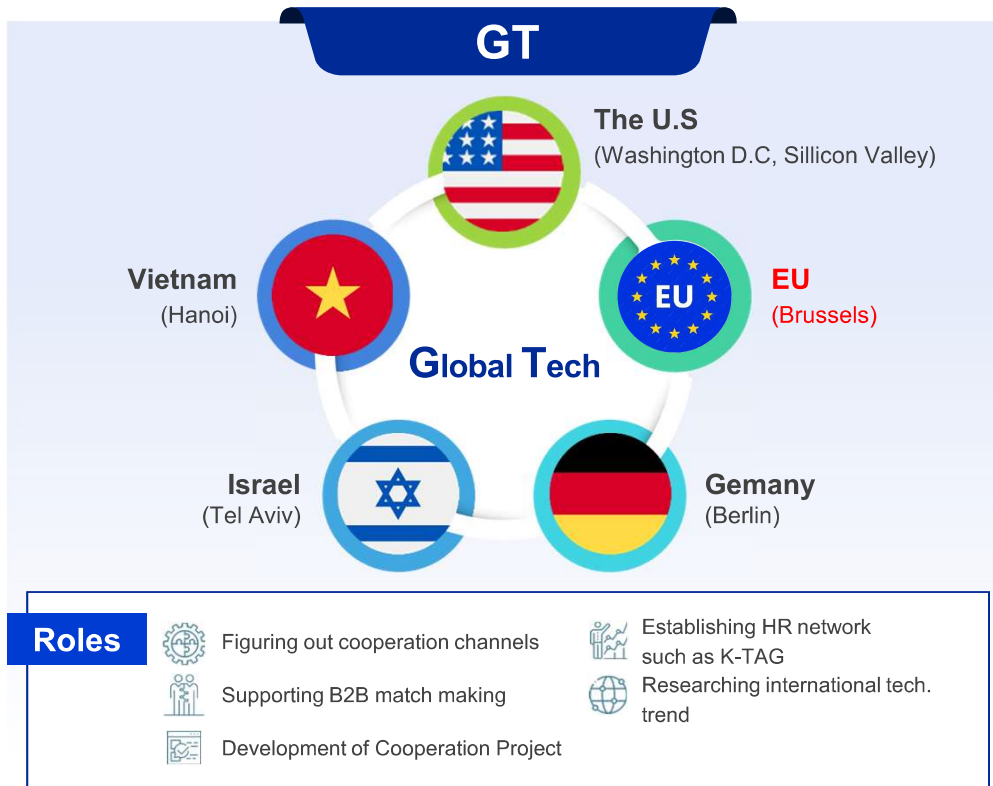 GT
The U.S
(Washington D.C, Sillicon Valley)
Vietnam
(Hanoi)
EU
EU
(Brussels)
Global Tech
Israel
(Tel Aviv)
Gemany
(Berlin)
Roles
Figuring out cooperation channels
Supporting B2B match making
Development of Cooperation Project
Establishing HR network
such as K-TAG
Researching international tech.
trend